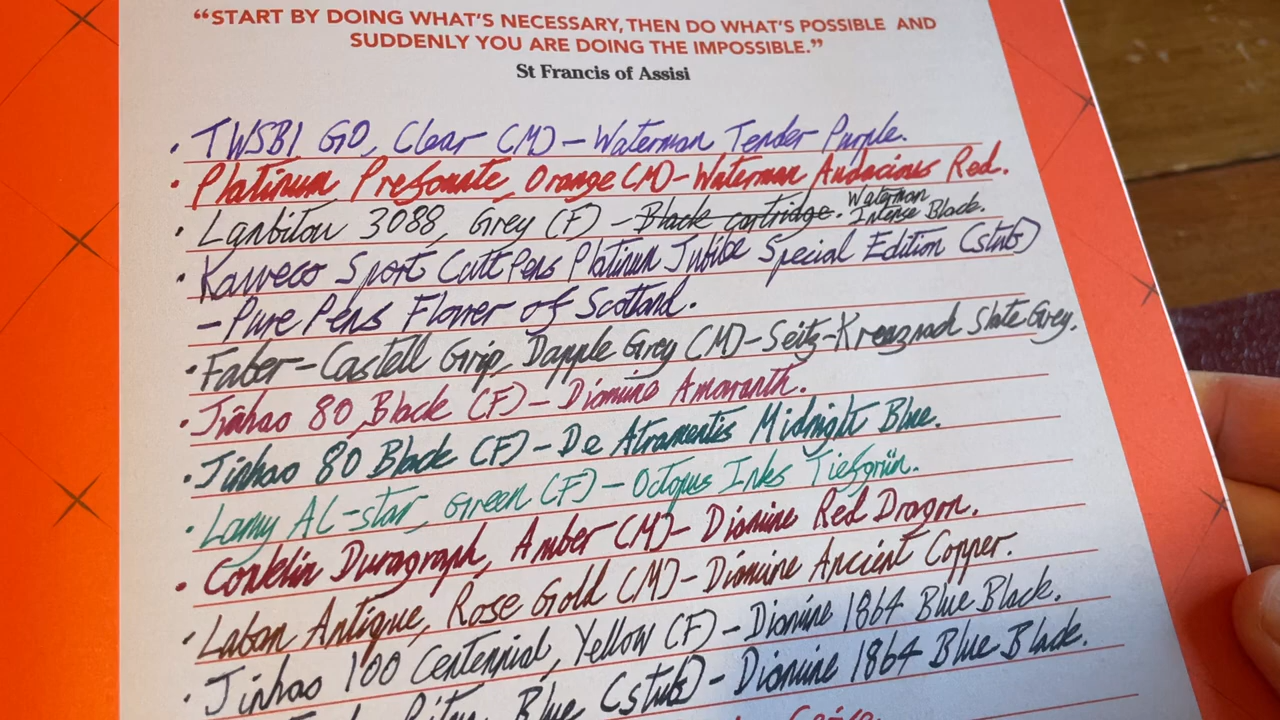 “START BY DOING WHAT’S NECESSARY, THEN DO WHAT’S POSSIBLE AND
SUDDENLY YOU ARE DOING THE IMPOSSIBLE.”
St Francis of Assisi
• TWSBI GO, Clear (M) – Waterman Tender Purple.
• Platinum Prefonate, Orange (M) – Waterman Audacious Red.
• Lanbitou 3088, Grey (F) – Black cartridge. Waterman Intense Black.
• Kaweco Sport Cult Pens Platinum Jubilee Special Edition (stub)
– Pure Pens Flower of Scotland.
• Faber-Castell Grip, Dapple Grey (M) – Seitz-Kreuznach Slate Grey.
• Jinhao 80 Black (F) – Diamine Amaranth.
• Jinhao 80 Black (F) – De Atramentis Midnight Blue.
• Lamy AL-star, Green (F) – Octopus Inks Tiefgrün.
• Conklin Duragraph, Amber (M) – Diamine Red Dragon.
• Laban Antique, Rose Gold (M) – Diamine Ancient Copper.
• Jinhao 100 Centennial, Yellow (F) – Diamine 1864 Blue Black.
Blue (stub) – Diamine 1864 Blue Black.